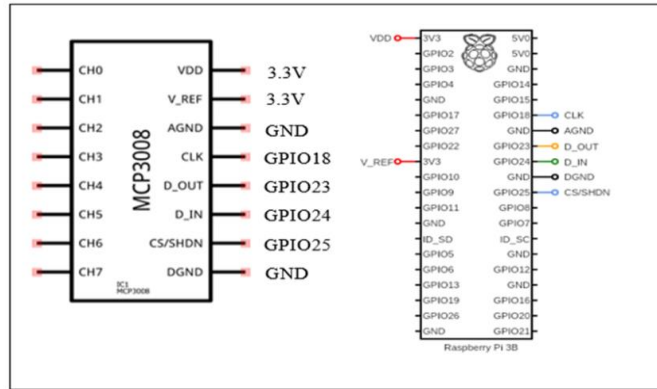 CH0 VDD 3.3V
CH1 V_REF 3.3V
CH2 AGND GND
CH3 CLK GPIO18
CH4 D_OUT GPIO23
CH5 D_IN GPIO24
CH6 CS/SHDN GPIO25
CH7 DGND GND
MCP3008
IC1
MCP3008
VDD 3V3 5V0
GPIO2 5V0
GPIO3 GND
GPIO4 GPIO14
GND GPIO15
GPIO17 GPIO18 CLK
GPIO27 GND AGND
GPIO22 GPIO23 D_OUT
V_REF 3V3 GPIO24 D_IN
GPIO10 GND DGND
GPIO9 GPIO25 CS/SHDN
GPIO11 GPIO8
GND GPIO7
ID_SD ID_SC
GPIO5 GND
GPIO6 GPIO12
GPIO13 GND
GPIO19 GPIO16
GPIO26 GPIO20
GND GPIO21
Raspberry Pi 3B